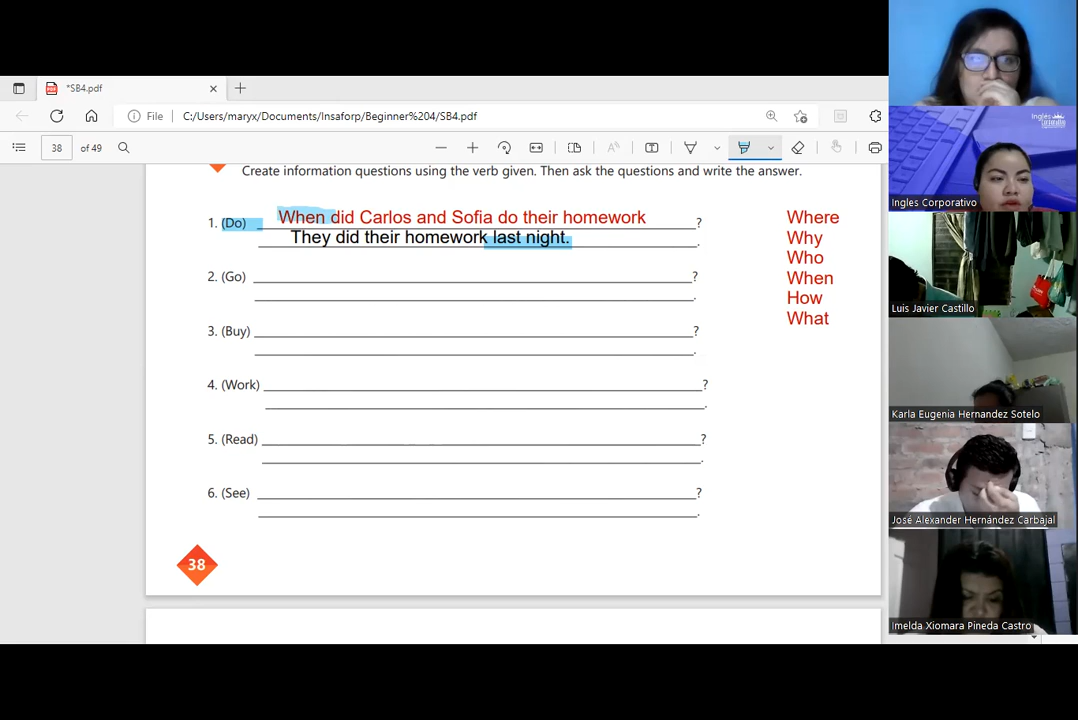 *SB4.pdf
File C:/Users/maryx/Documents/Insaforp/Beginner%204/SB4.pdf
38 of 49
Create information questions using the verb given. Then ask the questions and write the answer.
1. (Do) When did Carlos and Sofia do their homework ?
They did their homework last night. .
2. (Go) ?
.
3. (Buy) ?
.
4. (Work) ?
.
5. (Read) ?
.
6. (See) ?
.
38
Where
Why
Who
When
How
What
Ingles Corporativo
Luis Javier Castillo
Karla Eugenia Hernandez Sotelo
José Alexander Hernández Carbajal
Imelda Xiomara Pineda Castro